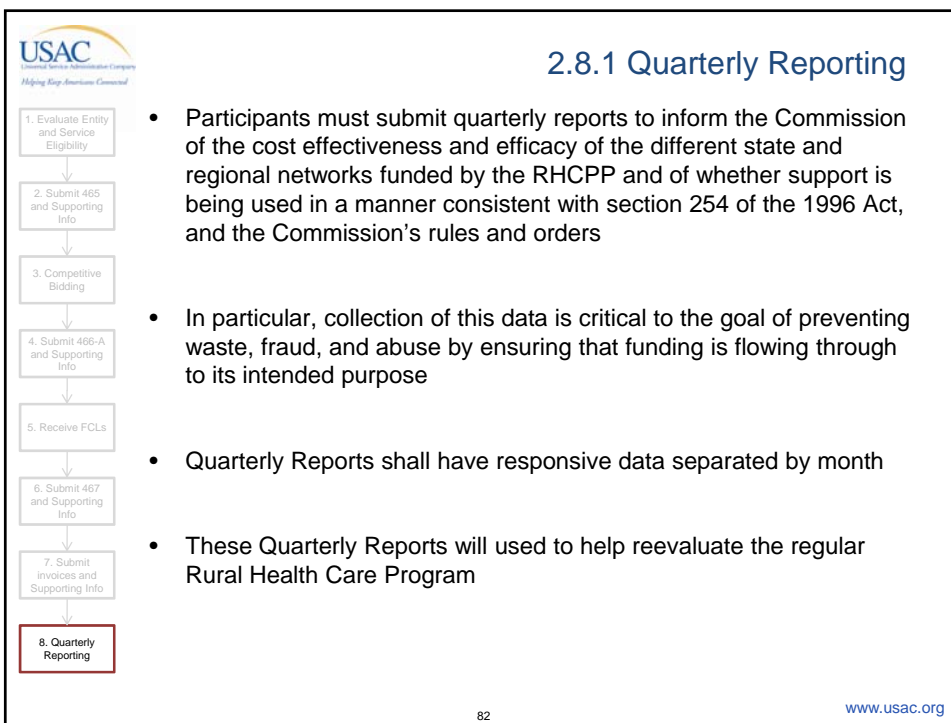 USAC
Universal Service Administrative Company
Helping Keep Americans Connected
2.8.1 Quarterly Reporting
1. Evaluate Entity
and Service
Eligibility
2. Submit 465
and Supporting
Info
3. Competitive
Bidding
4. Submit 466-A
and Supporting
Info
5. Receive FCLs
6. Submit 467
and Supporting
Info
7. Submit
invoices and
Supporting Info
8. Quarterly
Reporting
• Participants must submit quarterly reports to inform the Commission
of the cost effectiveness and efficacy of the different state and
regional networks funded by the RHCPP and of whether support is
being used in a manner consistent with section 254 of the 1996 Act,
and the Commission's rules and orders
• In particular, collection of this data is critical to the goal of preventing
waste, fraud, and abuse by ensuring that funding is flowing through
to its intended purpose
• Quarterly Reports shall have responsive data separated by month
• These Quarterly Reports will used to help reevaluate the regular
Rural Health Care Program
82
www.usac.org